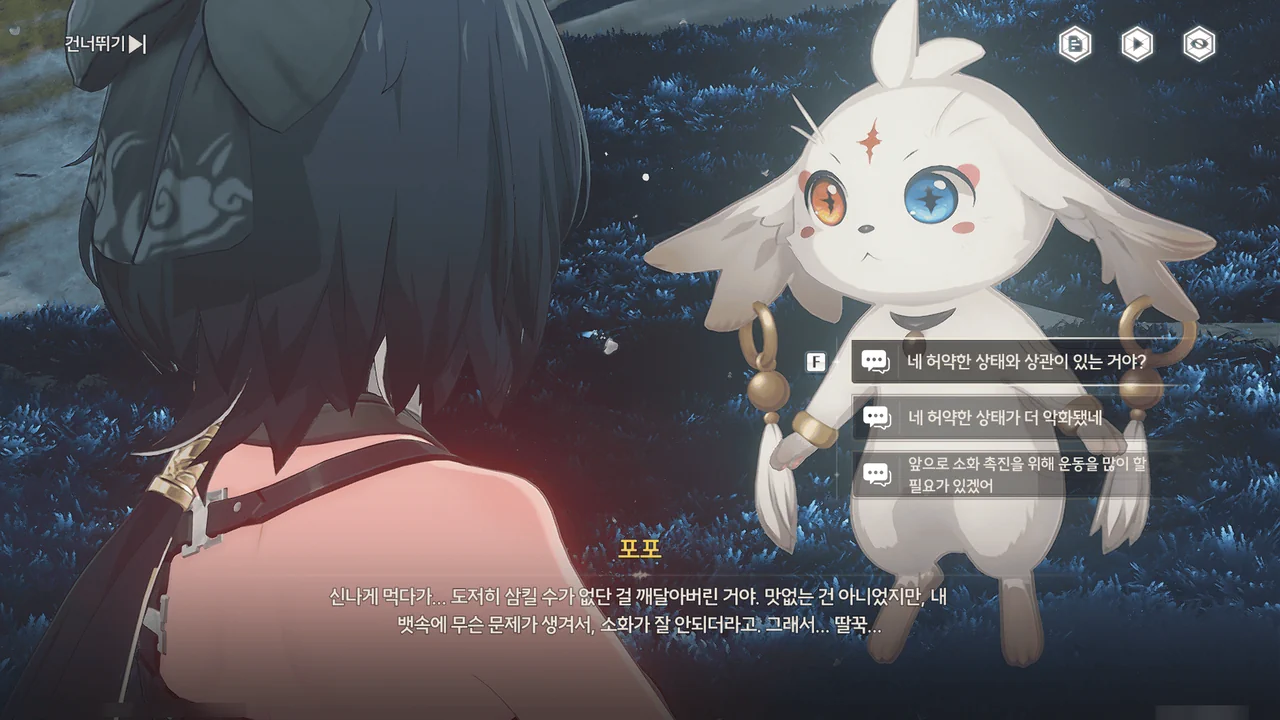 건너뛰기
F
네 허약한 상태와 상관이 있는 거야?
네 허약한 상태가 더 악화됐네
앞으로 소화 촉진을 위해 운동을 많이 할
필요가 있겠어
포포
신나게 먹다가... 도저히 삼킬 수가 없단 걸 깨달아버린 거야. 맛없는 건 아니었지만, 내
뱃속에 무슨 문제가 생겨서, 소화가 잘 안되더라고. 그래서... 딸꾹...